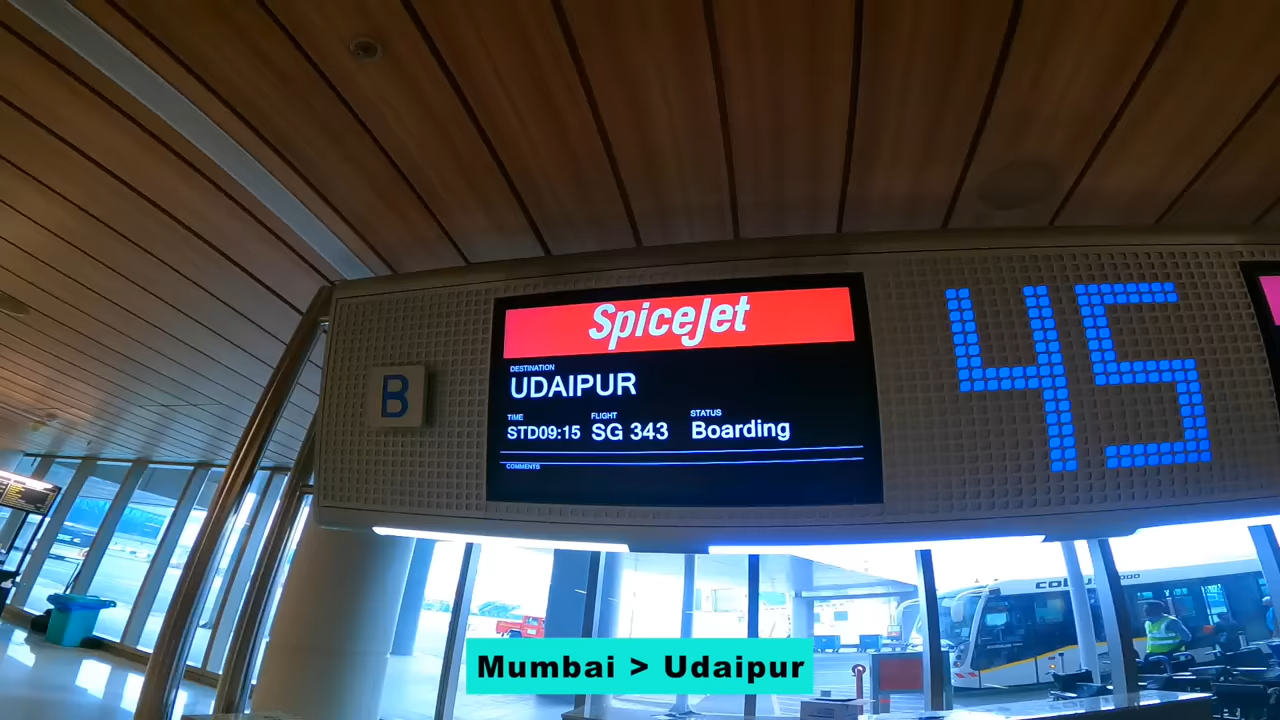 SpiceJet
DESTINATION
UDAIPUR
TIME FLIGHT STATUS
STD09:15 SG 343 Boarding
COMMENTS
B
45
Mumbai > Udaipur